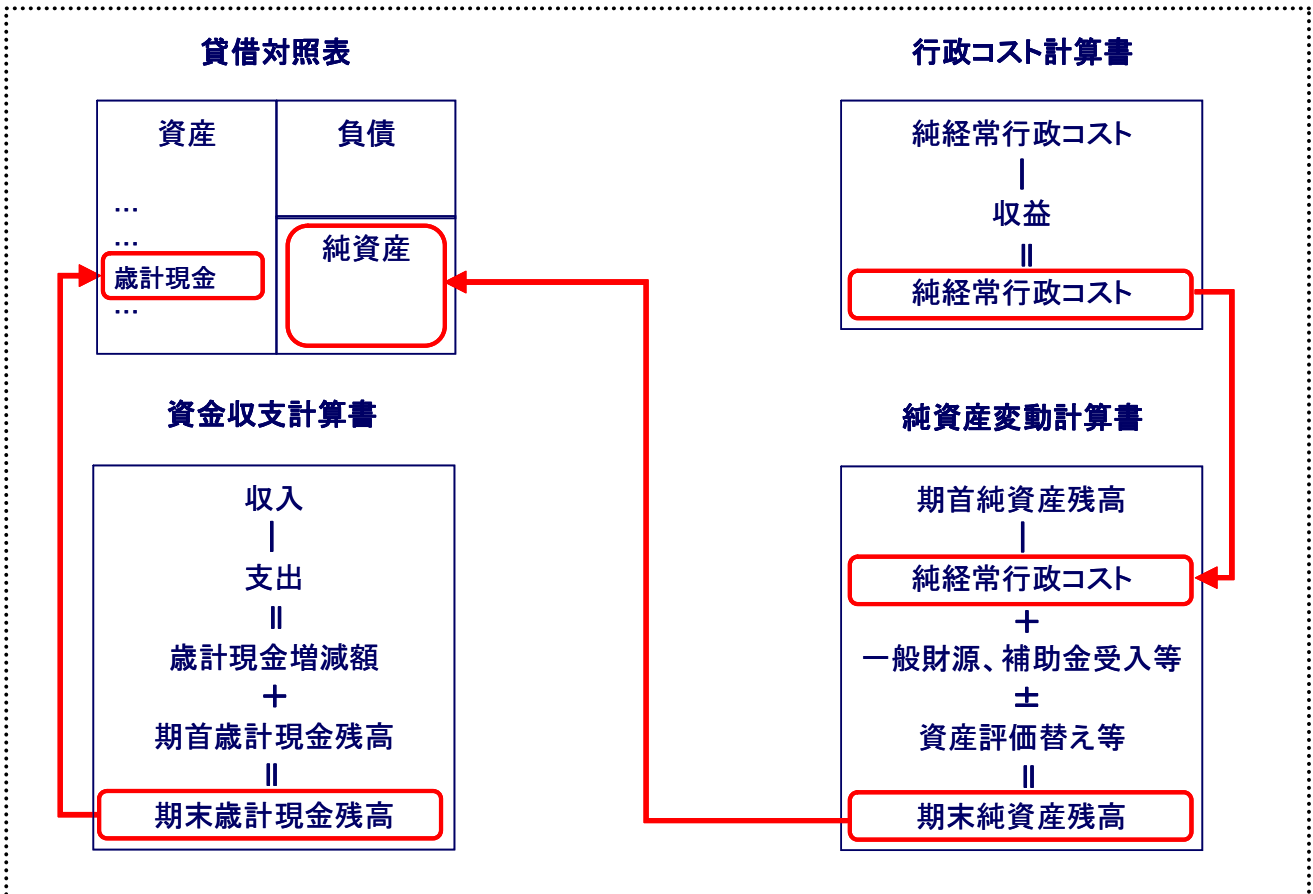 貸借対照表
資産
負債
…
…
歳計現金
…
純資産
行政コスト計算書
純経常行政コスト
－
収益
＝
純経常行政コスト
資金収支計算書
収入
－
支出
＝
歳計現金増減額
＋
期首歳計現金残高
＝
期末歳計現金残高
純資産変動計算書
期首純資産残高
－
純経常行政コスト
＋
一般財源、補助金受入等
±
資産評価替え等
＝
期末純資産残高